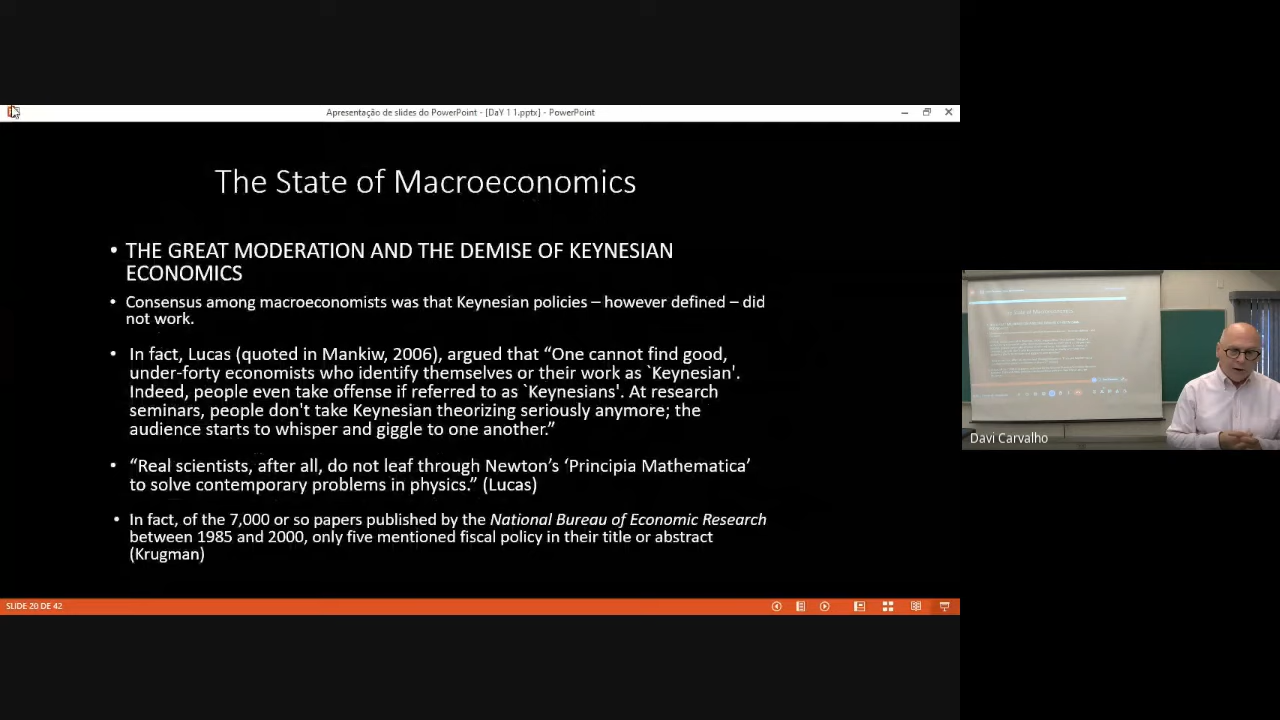 Apresentação de slides do PowerPoint - [DaY 1 1.pptx] - PowerPoint
The State of Macroeconomics
• THE GREAT MODERATION AND THE DEMISE OF KEYNESIAN
ECONOMICS
• Consensus among macroeconomists was that Keynesian policies – however defined – did
not work.
• In fact, Lucas (quoted in Mankiw, 2006), argued that “One cannot find good,
under-forty economists who identify themselves or their work as `Keynesian'.
Indeed, people even take offense if referred to as `Keynesians'. At research
seminars, people don't take Keynesian theorizing seriously anymore; the
audience starts to whisper and giggle to one another.”
• “Real scientists, after all, do not leaf through Newton’s ‘Principia Mathematica’
to solve contemporary problems in physics.” (Lucas)
• In fact, of the 7,000 or so papers published by the National Bureau of Economic Research
between 1985 and 2000, only five mentioned fiscal policy in their title or abstract
(Krugman)
SLIDE 20 DE 42
Davi Carvalho